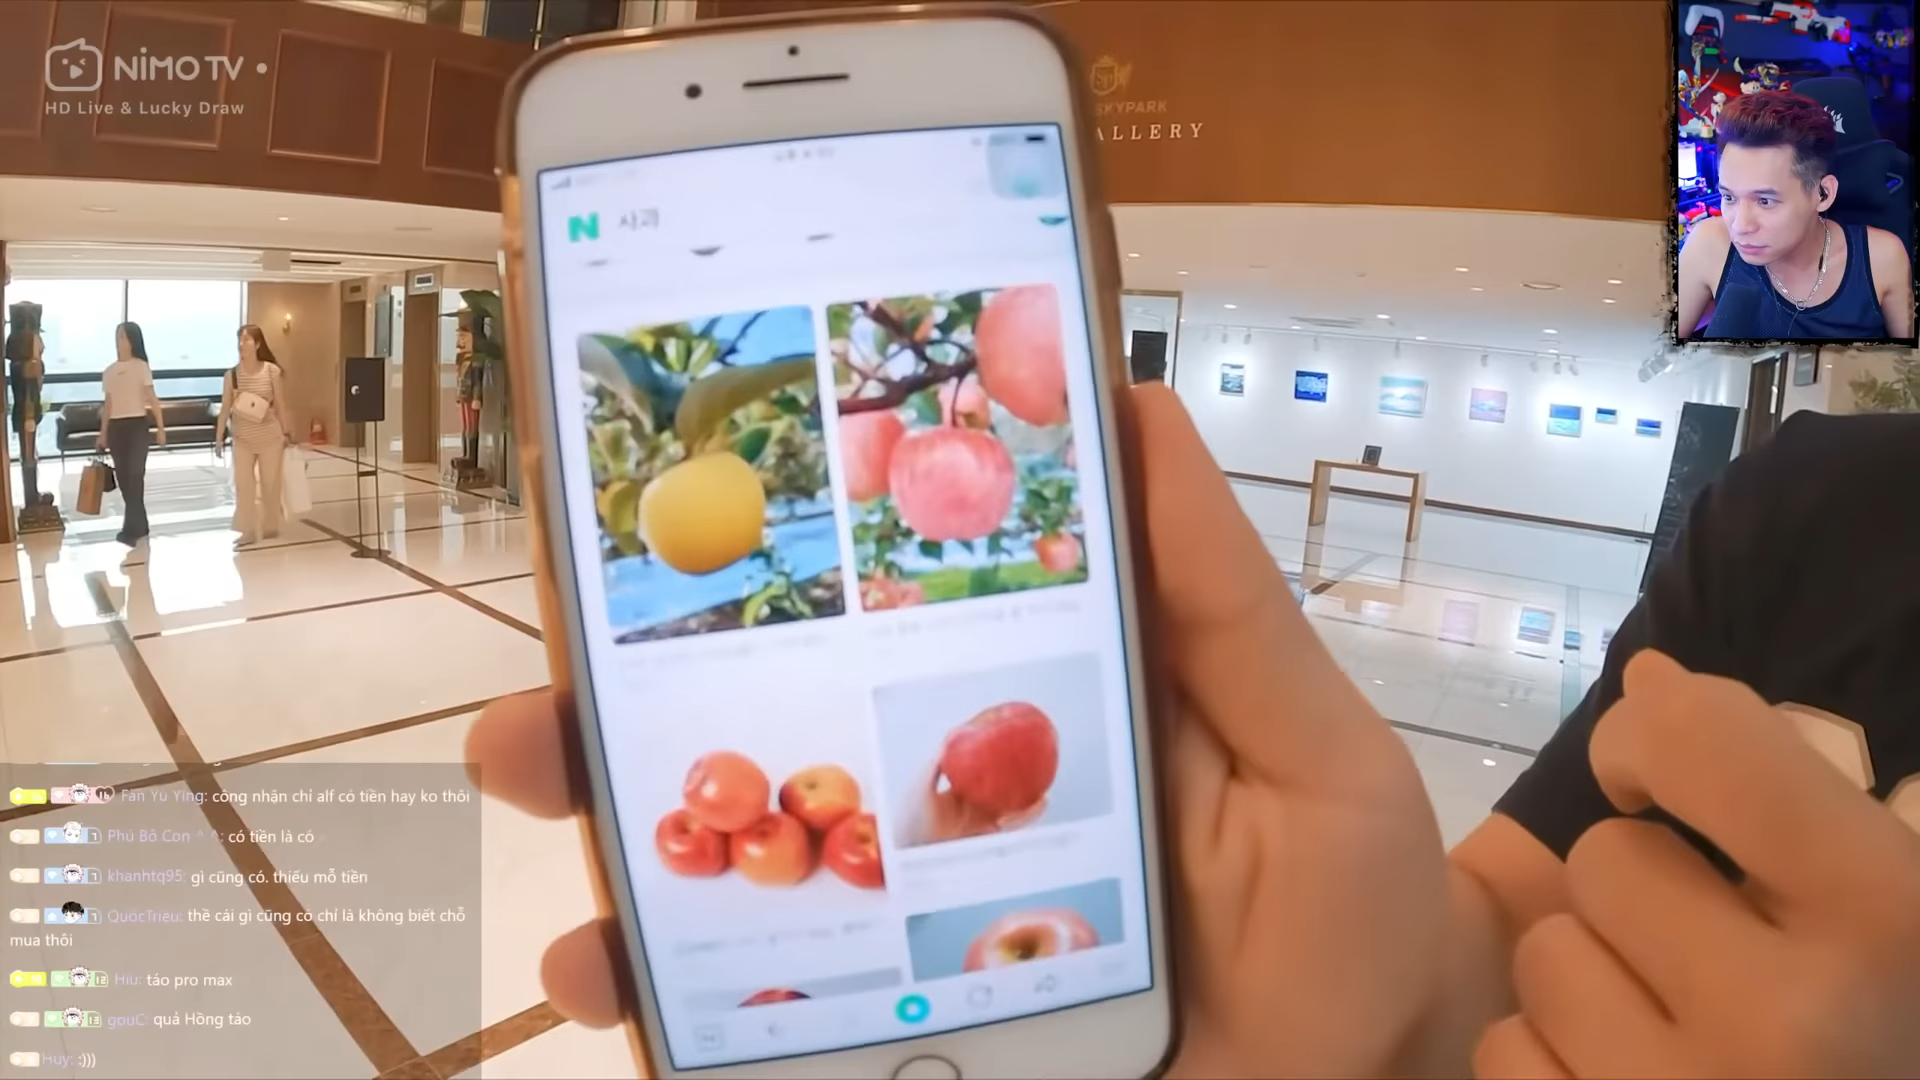 NIMO TV
HD Live & Lucky Draw
SKYPARK
ALLERY
N 사과
Fan Yu Ying: công nhận chỉ alf có tiền hay ko thôi
Phú Bô Con ^ ^: có tiền là có
khanhtq95: gì cũng có. thiếu mỗ tiền
QuocTrieu: thề cái gì cũng có chỉ là không biết chỗ
mua thôi
Hiu: táo pro max
gouC: quả Hồng táo
Huy: :)))